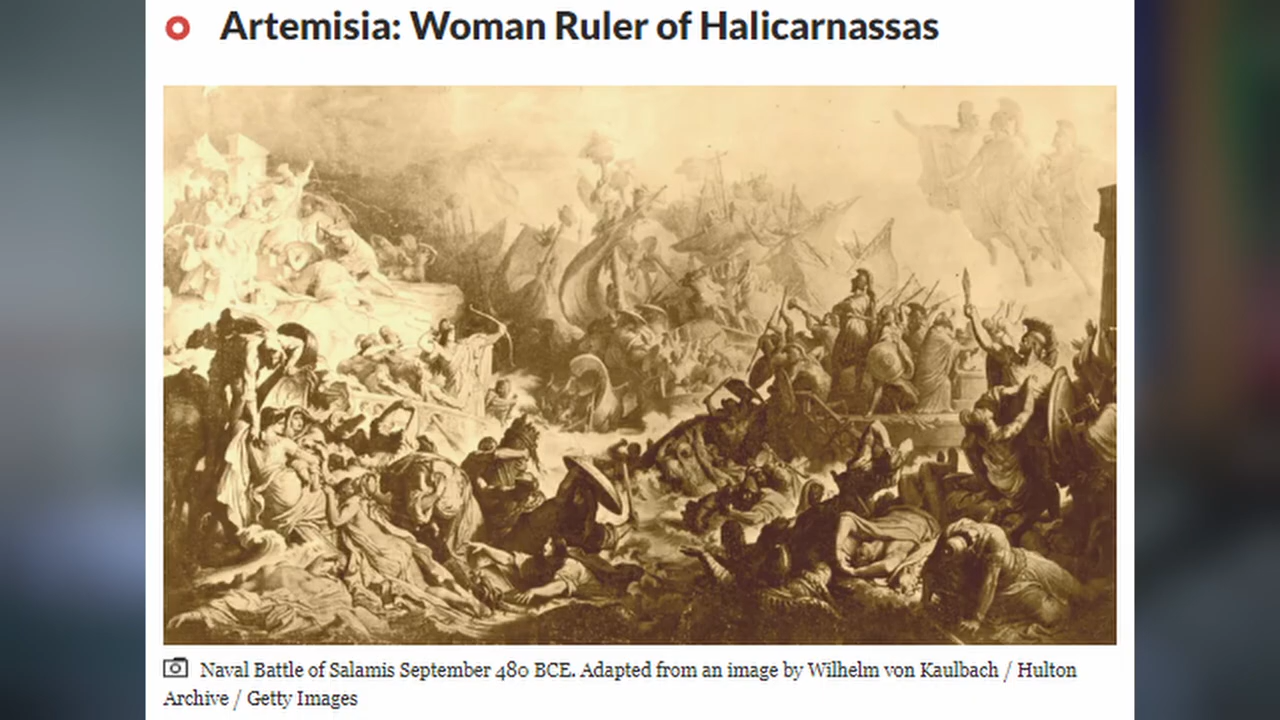 Artemisia: Woman Ruler of Halicarnassas
Naval Battle of Salamis September 480 BCE. Adapted from an image by Wilhelm von Kaulbach / Hulton
Archive / Getty Images